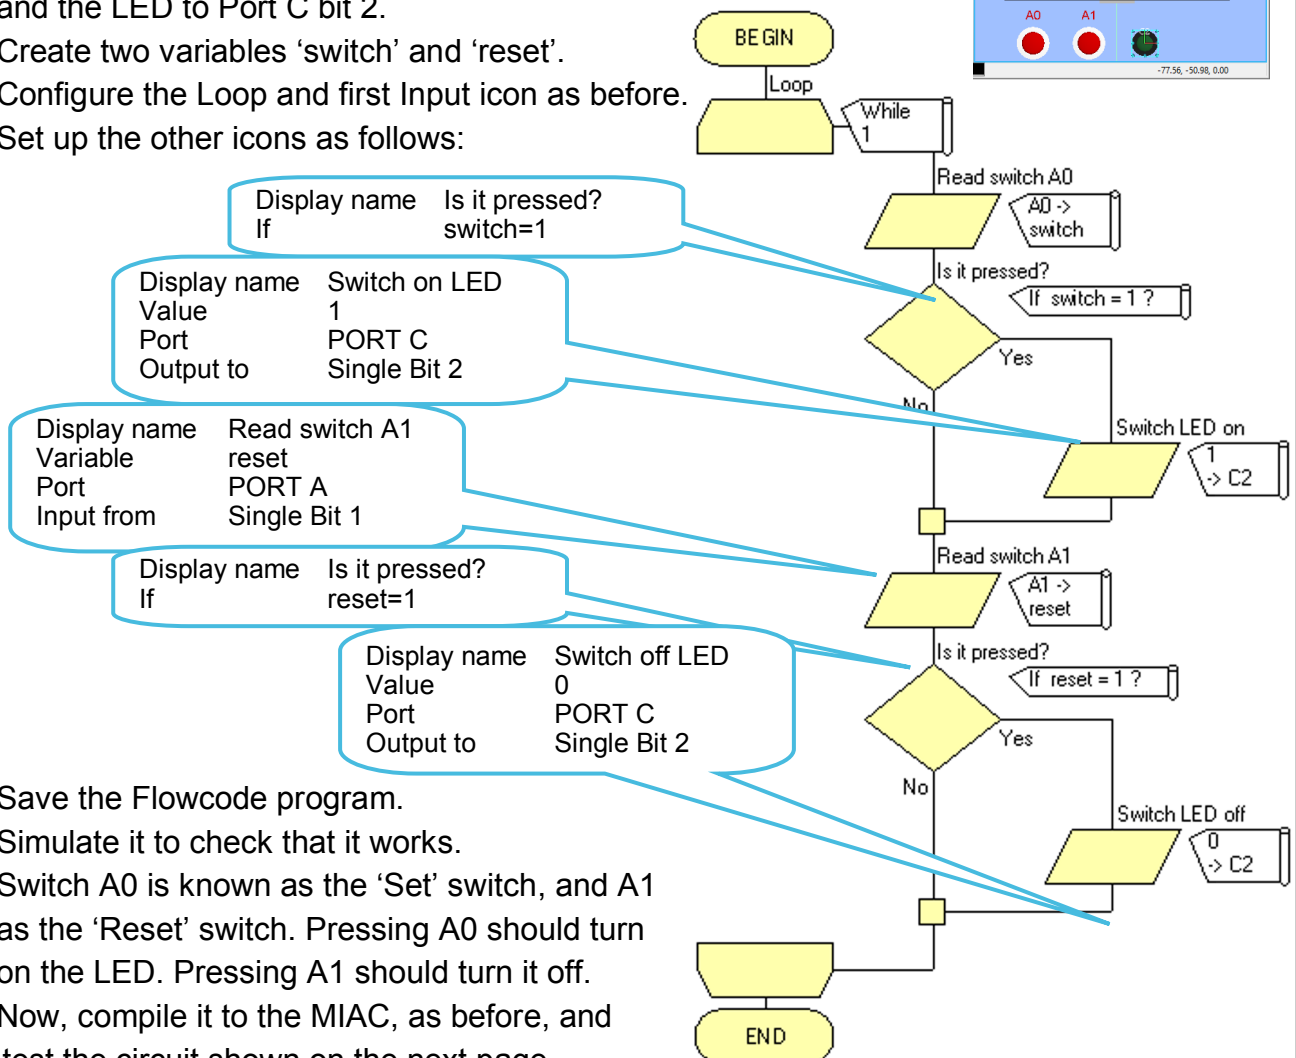 and the LED to Port C bit 2.
Create two variables ‘switch’ and ‘reset’.
Configure the Loop and first Input icon as before.
Set up the other icons as follows:
Display name Is it pressed?
If switch=1
Display name Switch on LED
Value 1
Port PORT C
Output to Single Bit 2
Display name Read switch A1
Variable reset
Port PORT A
Input from Single Bit 1
Display name Is it pressed?
If reset=1
Display name Switch off LED
Value 0
Port PORT C
Output to Single Bit 2
Save the Flowcode program.
Simulate it to check that it works.
Switch A0 is known as the ‘Set’ switch, and A1
as the ‘Reset’ switch. Pressing A0 should turn
on the LED. Pressing A1 should turn it off.
Now, compile it to the MIAC, as before, and
test the circuit shown on the next page.
A0 A1
-77.56, -50.98, 0.00
BEGIN
Loop
While
1
Read switch A0
A0 ->
switch
Is it pressed?
If switch = 1 ?
Yes
No
Switch LED on
1
-> C2
Read switch A1
A1 ->
reset
Is it pressed?
If reset = 1 ?
Yes
No
Switch LED off
0
-> C2
END